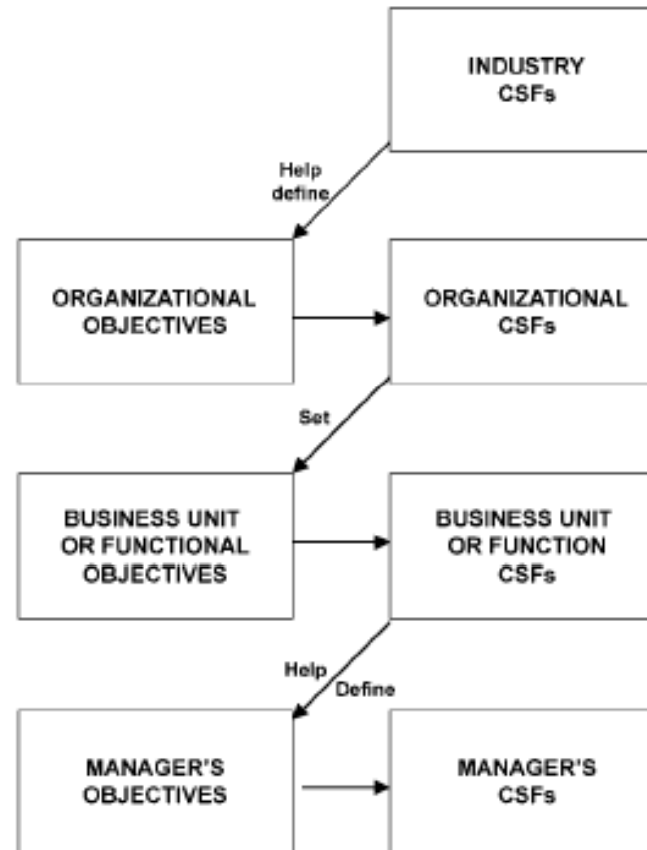 INDUSTRY
CSFs
Help
define
ORGANIZATIONAL
OBJECTIVES
ORGANIZATIONAL
CSFs
Set
BUSINESS UNIT
OR FUNCTIONAL
OBJECTIVES
BUSINESS UNIT
OR FUNCTION
CSFs
Help
Define
MANAGER'S
OBJECTIVES
MANAGER'S
CSFs